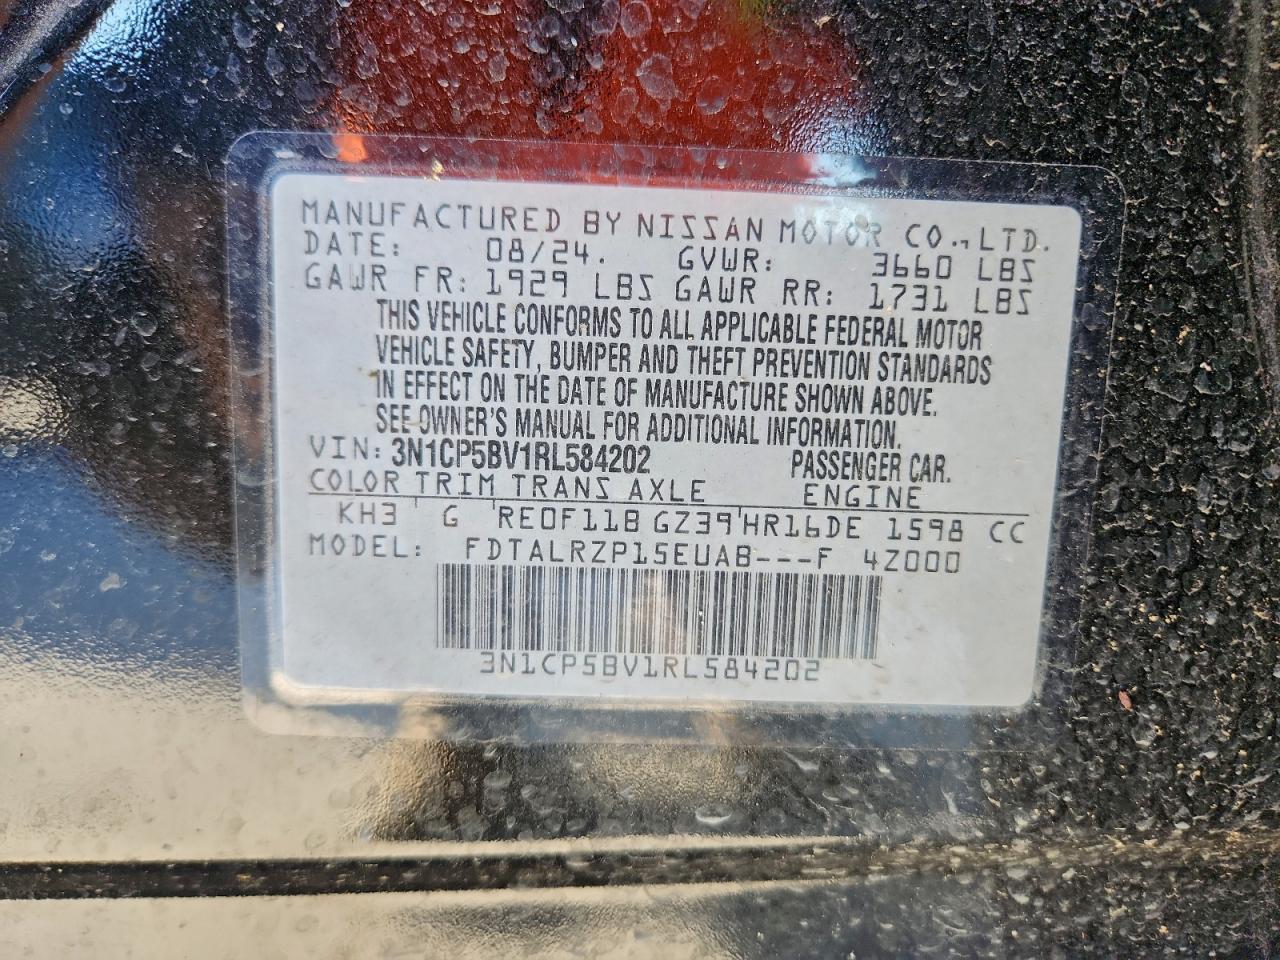 MANUFACTURED BY NISSAN MOTOR CO., LTD.
DATE: 08/24. GVWR: 3660 LBS
GAWR FR: 1929 LBS GAWR RR: 1731 LBS
THIS VEHICLE CONFORMS TO ALL APPLICABLE FEDERAL MOTOR
VEHICLE SAFETY, BUMPER AND THEFT PREVENTION STANDARDS
IN EFFECT ON THE DATE OF MANUFACTURE SHOWN ABOVE.
SEE OWNER'S MANUAL FOR ADDITIONAL INFORMATION.
VIN: 3N1CP5BV1RL584202 PASSENGER CAR.
COLOR TRIM TRANS AXLE ENGINE
KH3 G RE0F11B GZ39 HR16DE 1598 CC
MODEL: FDTALRZP15EUAB---F 4Z000
3N1CP5BV1RL584202